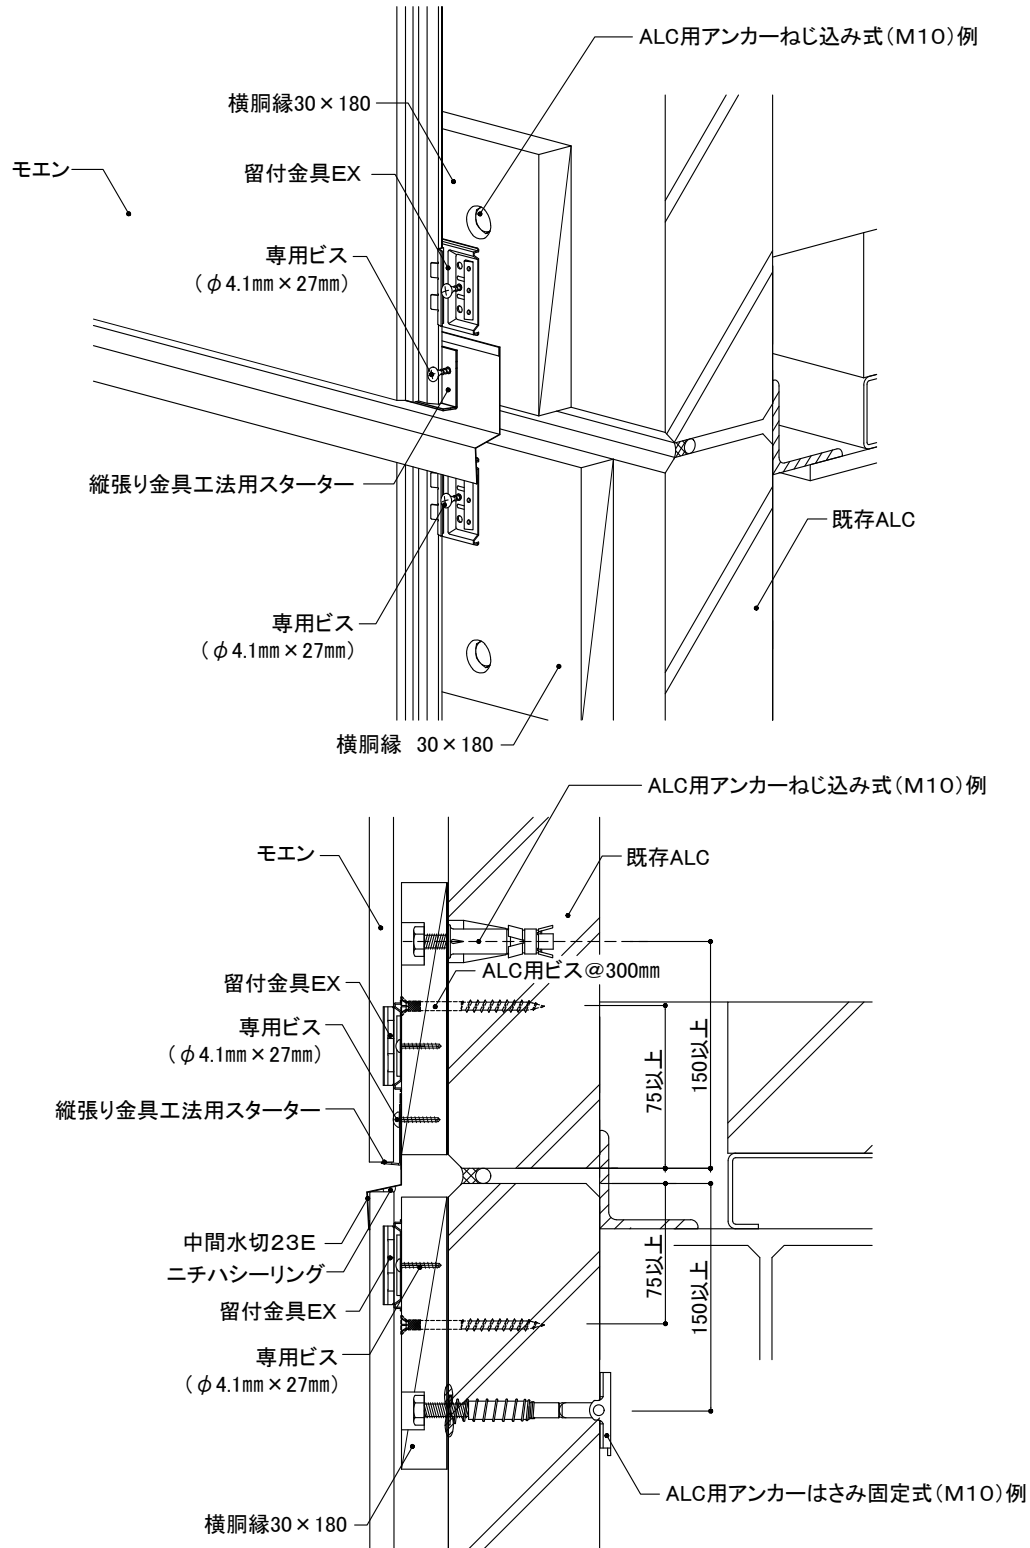 ALC用アンカーねじ込み式(M10)例
横胴縁30×180
モエン
留付金具EX
専用ビス
(φ4.1mm×27mm)
縦張り金具工法用スターター
既存ALC
専用ビス
(φ4.1mm×27mm)
横胴縁 30×180
ALC用アンカーねじ込み式(M10)例
モエン
既存ALC
ALC用ビス@300mm
留付金具EX
専用ビス
(φ4.1mm×27mm)
75以上
150以上
縦張り金具工法用スターター
中間水切23E
ニチハシーリング
75以上
150以上
留付金具EX
専用ビス
(φ4.1mm×27mm)
ALC用アンカーはさみ固定式(M10)例
横胴縁30×180